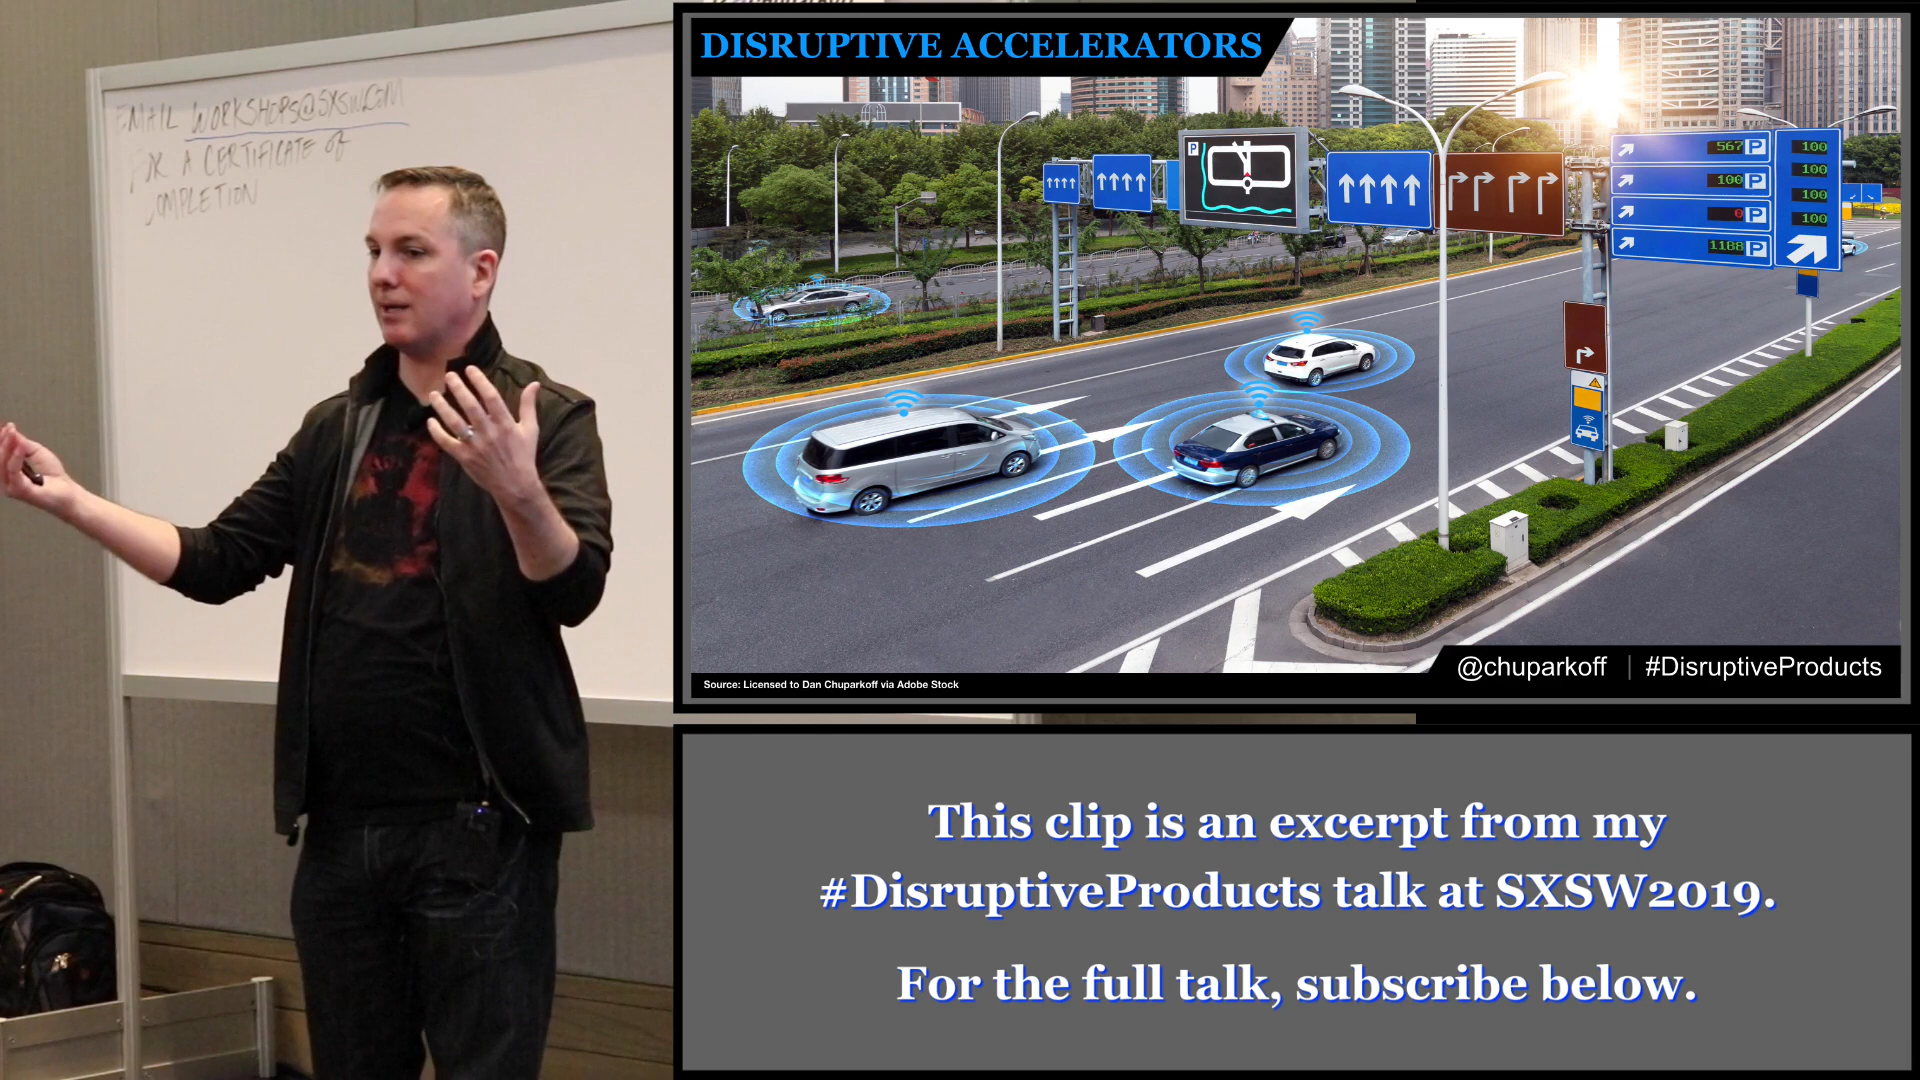 EMAIL WORKSHOPS@SXSW.COM
FOR A CERTIFICATE OF
COMPLETION
DISRUPTIVE ACCELERATORS
P
567 P
100 P
0 P
1188 P
100
100
100
100
@chuparkoff | #DisruptiveProducts
Source: Licensed to Dan Chuparkoff via Adobe Stock
This clip is an excerpt from my
#DisruptiveProducts talk at SXSW2019.
For the full talk, subscribe below.